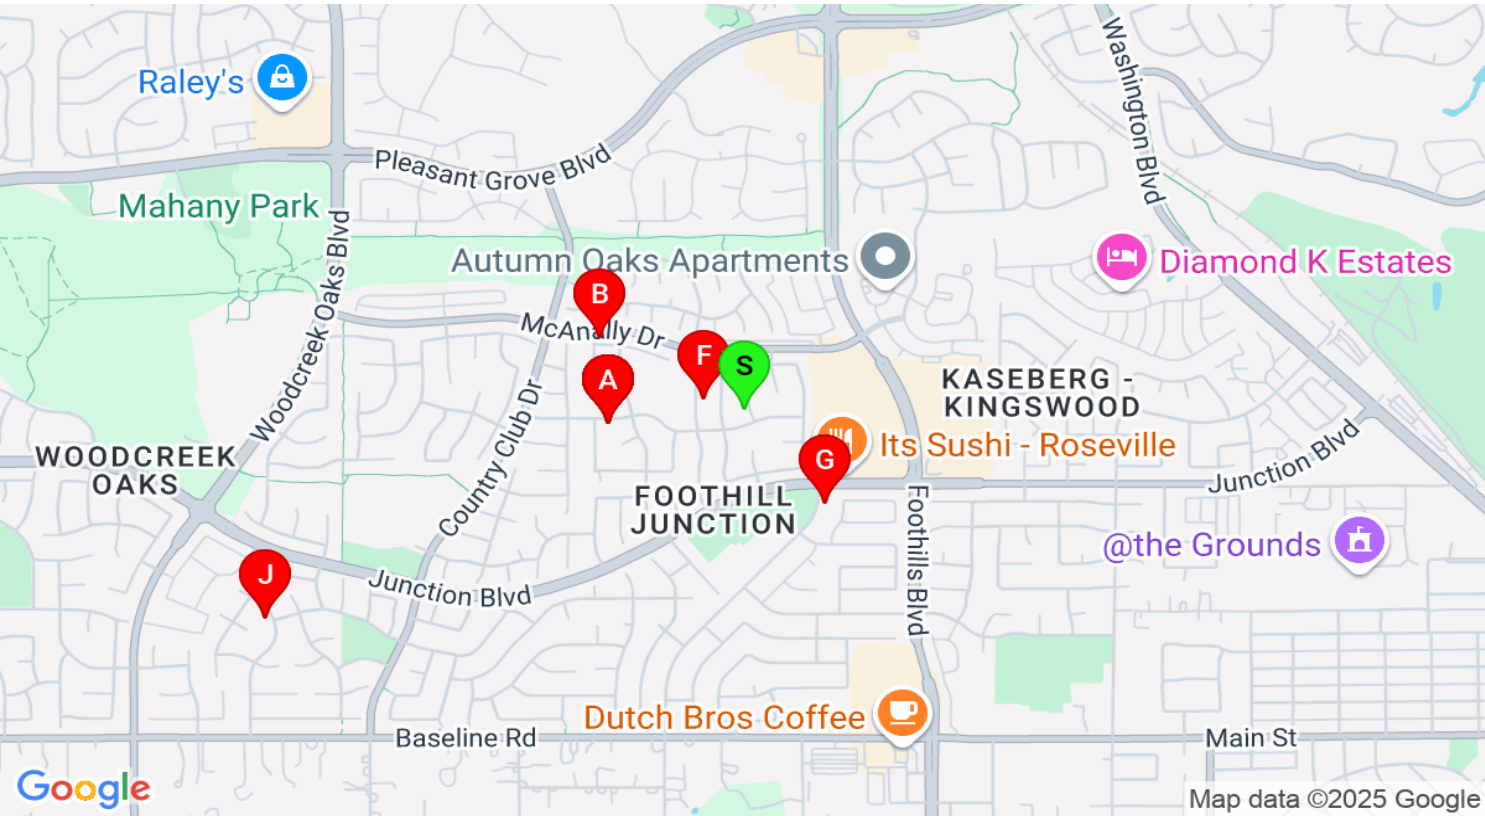 Raley's
Pleasant Grove Blvd
Washington Blvd
Mahany Park
Woodcreek Oaks Blvd
Autumn Oaks Apartments
Diamond K Estates
B
McAnally Dr
F
S
A
KASEBERG -
KINGSWOOD
Country Club Dr
Its Sushi - Roseville
G
Junction Blvd
WOODCREEK
OAKS
FOOTHILL
JUNCTION
Foothills Blvd
@the Grounds
J
Junction Blvd
Dutch Bros Coffee
Baseline Rd
Main St
Google
Map data ©2025 Google